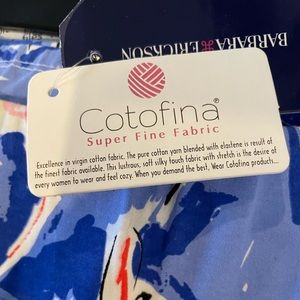 BARBARA ERICKSON
Cotofina®
Super Fine Fabric
Excellence in virgin cotton fabric. The pure cotton yarn blended with elastene is result of
the finest fabric available. This lustrous, soft silky touch fabric with stretch is the desire of
every women to wear and feel cozy. When you demand the best, Wear Cotofina products...